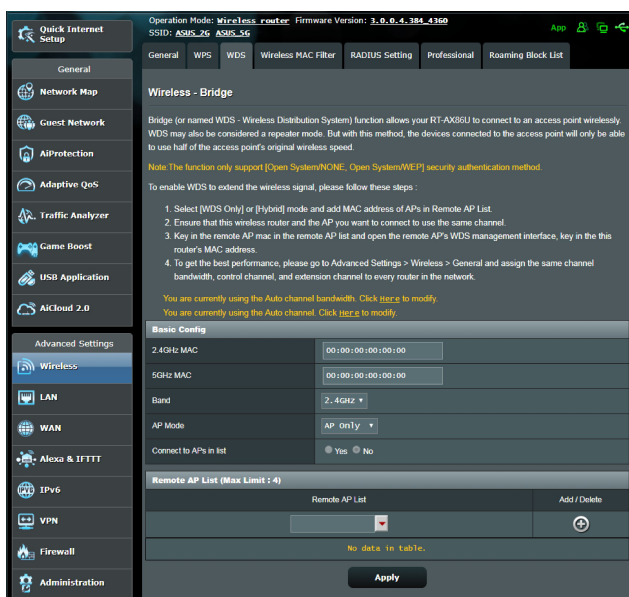 Quick Internet
Setup
General
Network Map
Guest Network
AiProtection
Adaptive QoS
Traffic Analyzer
Game Boost
USB Application
AiCloud 2.0
Advanced Settings
Wireless
LAN
WAN
Alexa & IFTTT
IPv6
VPN
Firewall
Administration
Operation Mode: Wireless router Firmware Version: 3.0.0.4.384_4360
SSID: ASUS_2G ASUS_5G
App
General WPS WDS Wireless MAC Filter RADIUS Setting Professional Roaming Block List
Wireless - Bridge
Bridge (or named WDS - Wireless Distribution System) function allows your RT-AX86U to connect to an access point wirelessly.
WDS may also be considered a repeater mode. But with this method, the devices connected to the access point will only be able
to use half of the access point's original wireless speed.
Note:The function only support [Open System/NONE, Open System/WEP] security authentication method.
To enable WDS to extend the wireless signal, please follow these steps :
1. Select [WDS Only] or [Hybrid] mode and add MAC address of APs in Remote AP List.
2. Ensure that this wireless router and the AP you want to connect to use the same channel.
3. Key in the remote AP mac in the remote AP list and open the remote AP's WDS management interface, key in the this
router's MAC address.
4. To get the best performance, please go to Advanced Settings > Wireless > General and assign the same channel
bandwidth, control channel, and extension channel to every router in the network.
You are currently using the Auto channel bandwidth. Click Here to modify.
You are currently using the Auto channel. Click Here to modify.
Basic Config
2.4GHz MAC 00:00:00:00:00:00
5GHz MAC 00:00:00:00:00:00
Band 2.4GHz
AP Mode AP Only
Connect to APs in list Yes No
Remote AP List (Max Limit : 4)
Remote AP List Add / Delete
No data in table.
Apply